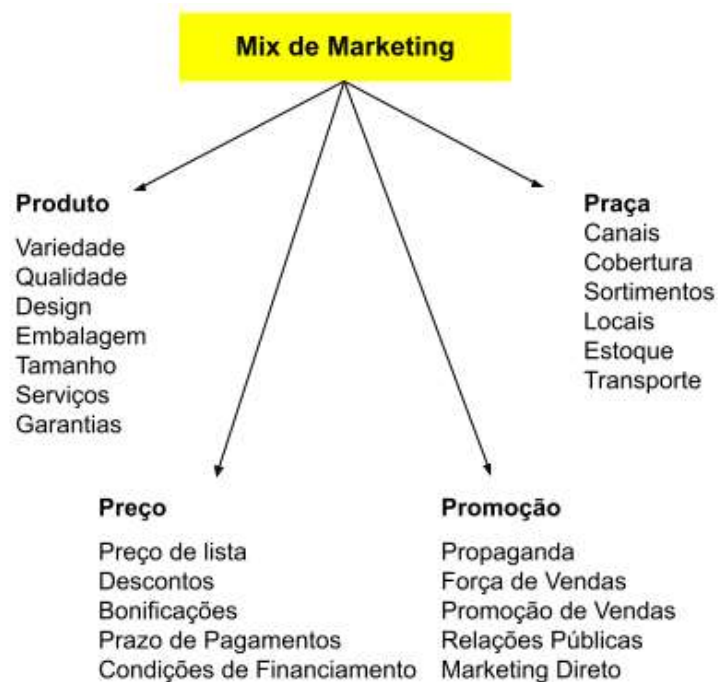 Mix de Marketing
Produto
Variedade
Qualidade
Design
Embalagem
Tamanho
Serviços
Garantias
Praça
Canais
Cobertura
Sortimentos
Locais
Estoque
Transporte
Preço
Preço de lista
Descontos
Bonificações
Prazo de Pagamentos
Condições de Financiamento
Promoção
Propaganda
Força de Vendas
Promoção de Vendas
Relações Públicas
Marketing Direto